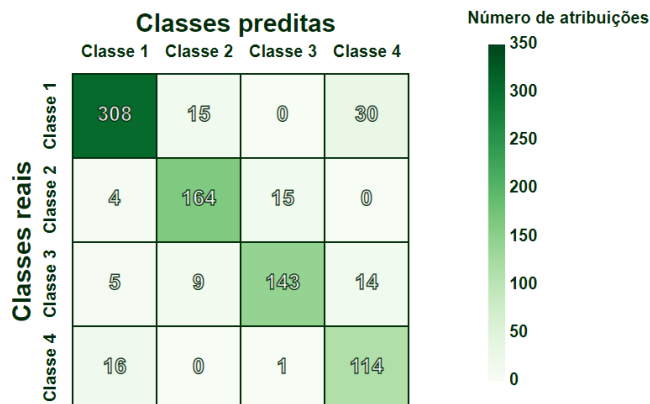 Classes preditas
Número de atribuições
Classe 1 Classe 2 Classe 3 Classe 4
Classes reais
Classe 1
308 15 0 30
Classe 2
4 164 15 0
Classe 3
5 9 143 14
Classe 4
16 0 1 114
350
300
250
200
150
100
50
0